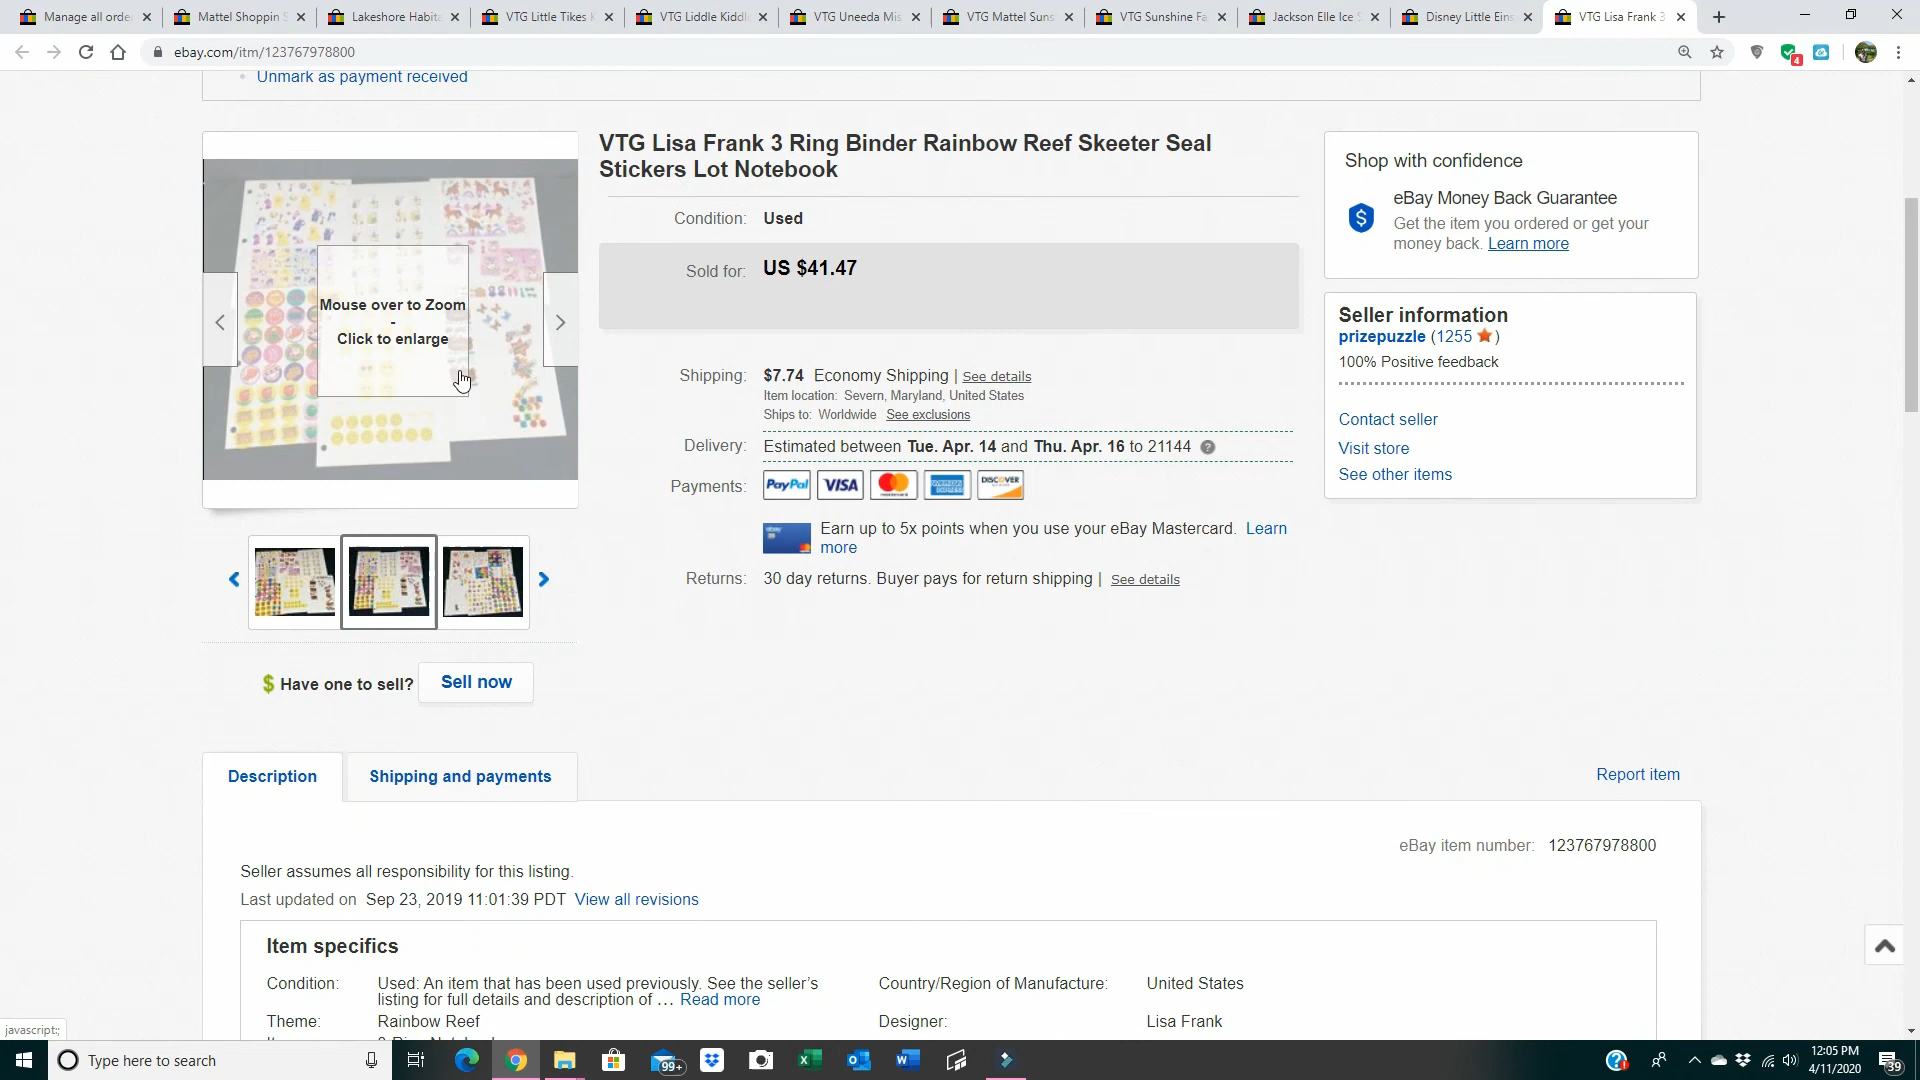 Manage all orde
Mattel Shoppin S
Lakeshore Habita
VTG Little Tikes K
VTG Liddle Kiddl
VTG Uneeda Mis
VTG Mattel Suns
VTG Sunshine Fa
Jackson Elle Ice S
Disney Little Eins
VTG Lisa Frank 3
ebay.com/itm/123767978800
4
Unmark as payment received
Mouse over to Zoom
-
Click to enlarge
$ Have one to sell?
Sell now
VTG Lisa Frank 3 Ring Binder Rainbow Reef Skeeter Seal
Stickers Lot Notebook
Condition: Used
Sold for: US $41.47
Shipping: $7.74 Economy Shipping | See details
Item location: Severn, Maryland, United States
Ships to: Worldwide See exclusions
Delivery: Estimated between Tue. Apr. 14 and Thu. Apr. 16 to 21144 ?
Payments: PayPal VISA mastercard AMERICAN EXPRESS DISCOVER
ebay
Earn up to 5x points when you use your eBay Mastercard. Learn
more
Returns: 30 day returns. Buyer pays for return shipping | See details
Shop with confidence
eBay Money Back Guarantee
Get the item you ordered or get your
money back. Learn more
Seller information
prizepuzzle (1255 )
100% Positive feedback
Contact seller
Visit store
See other items
Description
Shipping and payments
Report item
eBay item number: 123767978800
Seller assumes all responsibility for this listing.
Last updated on Sep 23, 2019 11:01:39 PDT View all revisions
Item specifics
Condition: Used: An item that has been used previously. See the seller's
listing for full details and description of ... Read more
Country/Region of Manufacture: United States
Theme: Rainbow Reef
Designer: Lisa Frank
javascript:;
Type here to search
99+
12:05 PM
4/11/2020
39